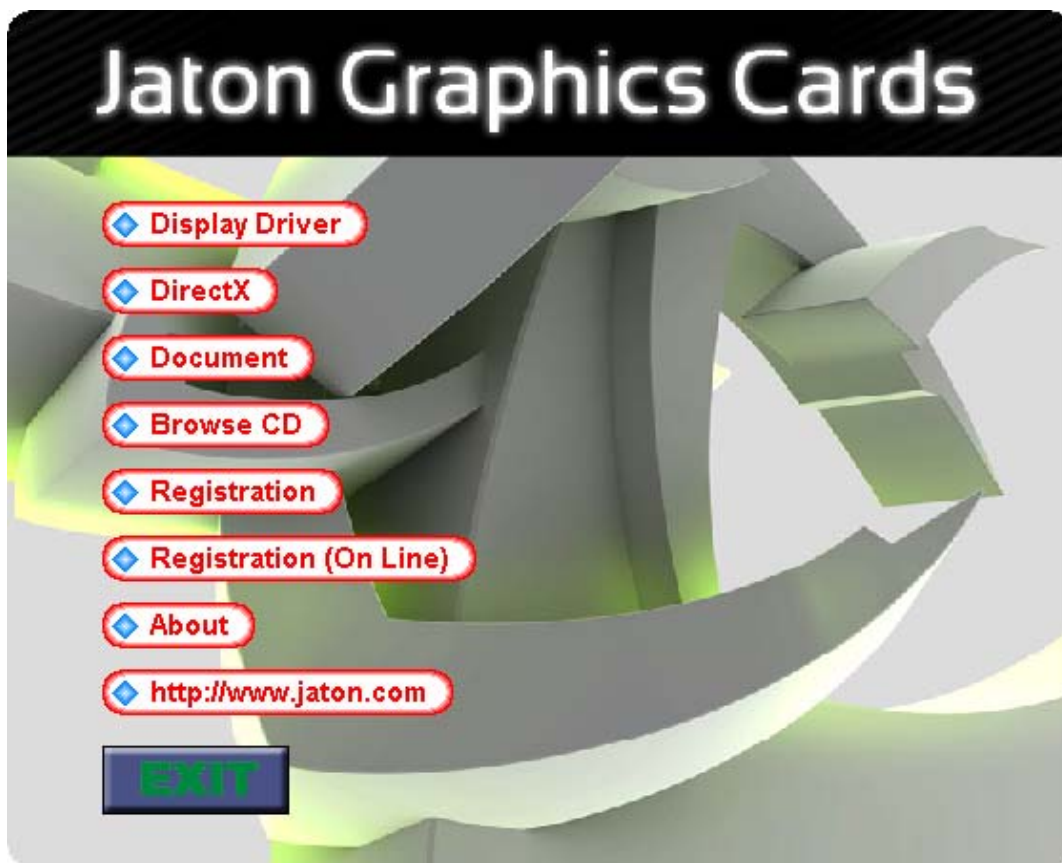 Jaton Graphics Cards
Display Driver
DirectX
Document
Browse CD
Registration
Registration (On Line)
About
http://www.jaton.com
EXIT